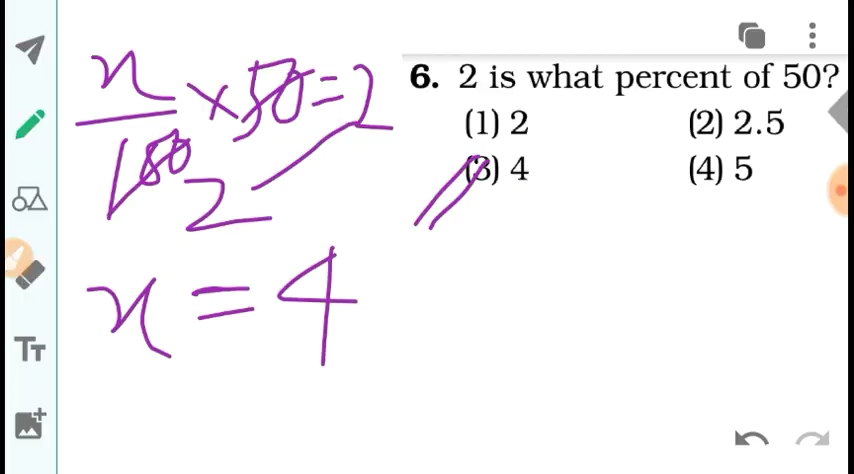 x/100 × 50 = 2
2
x = 4
6. 2 is what percent of 50?
(1) 2 (2) 2.5
(3) 4 (4) 5
TT